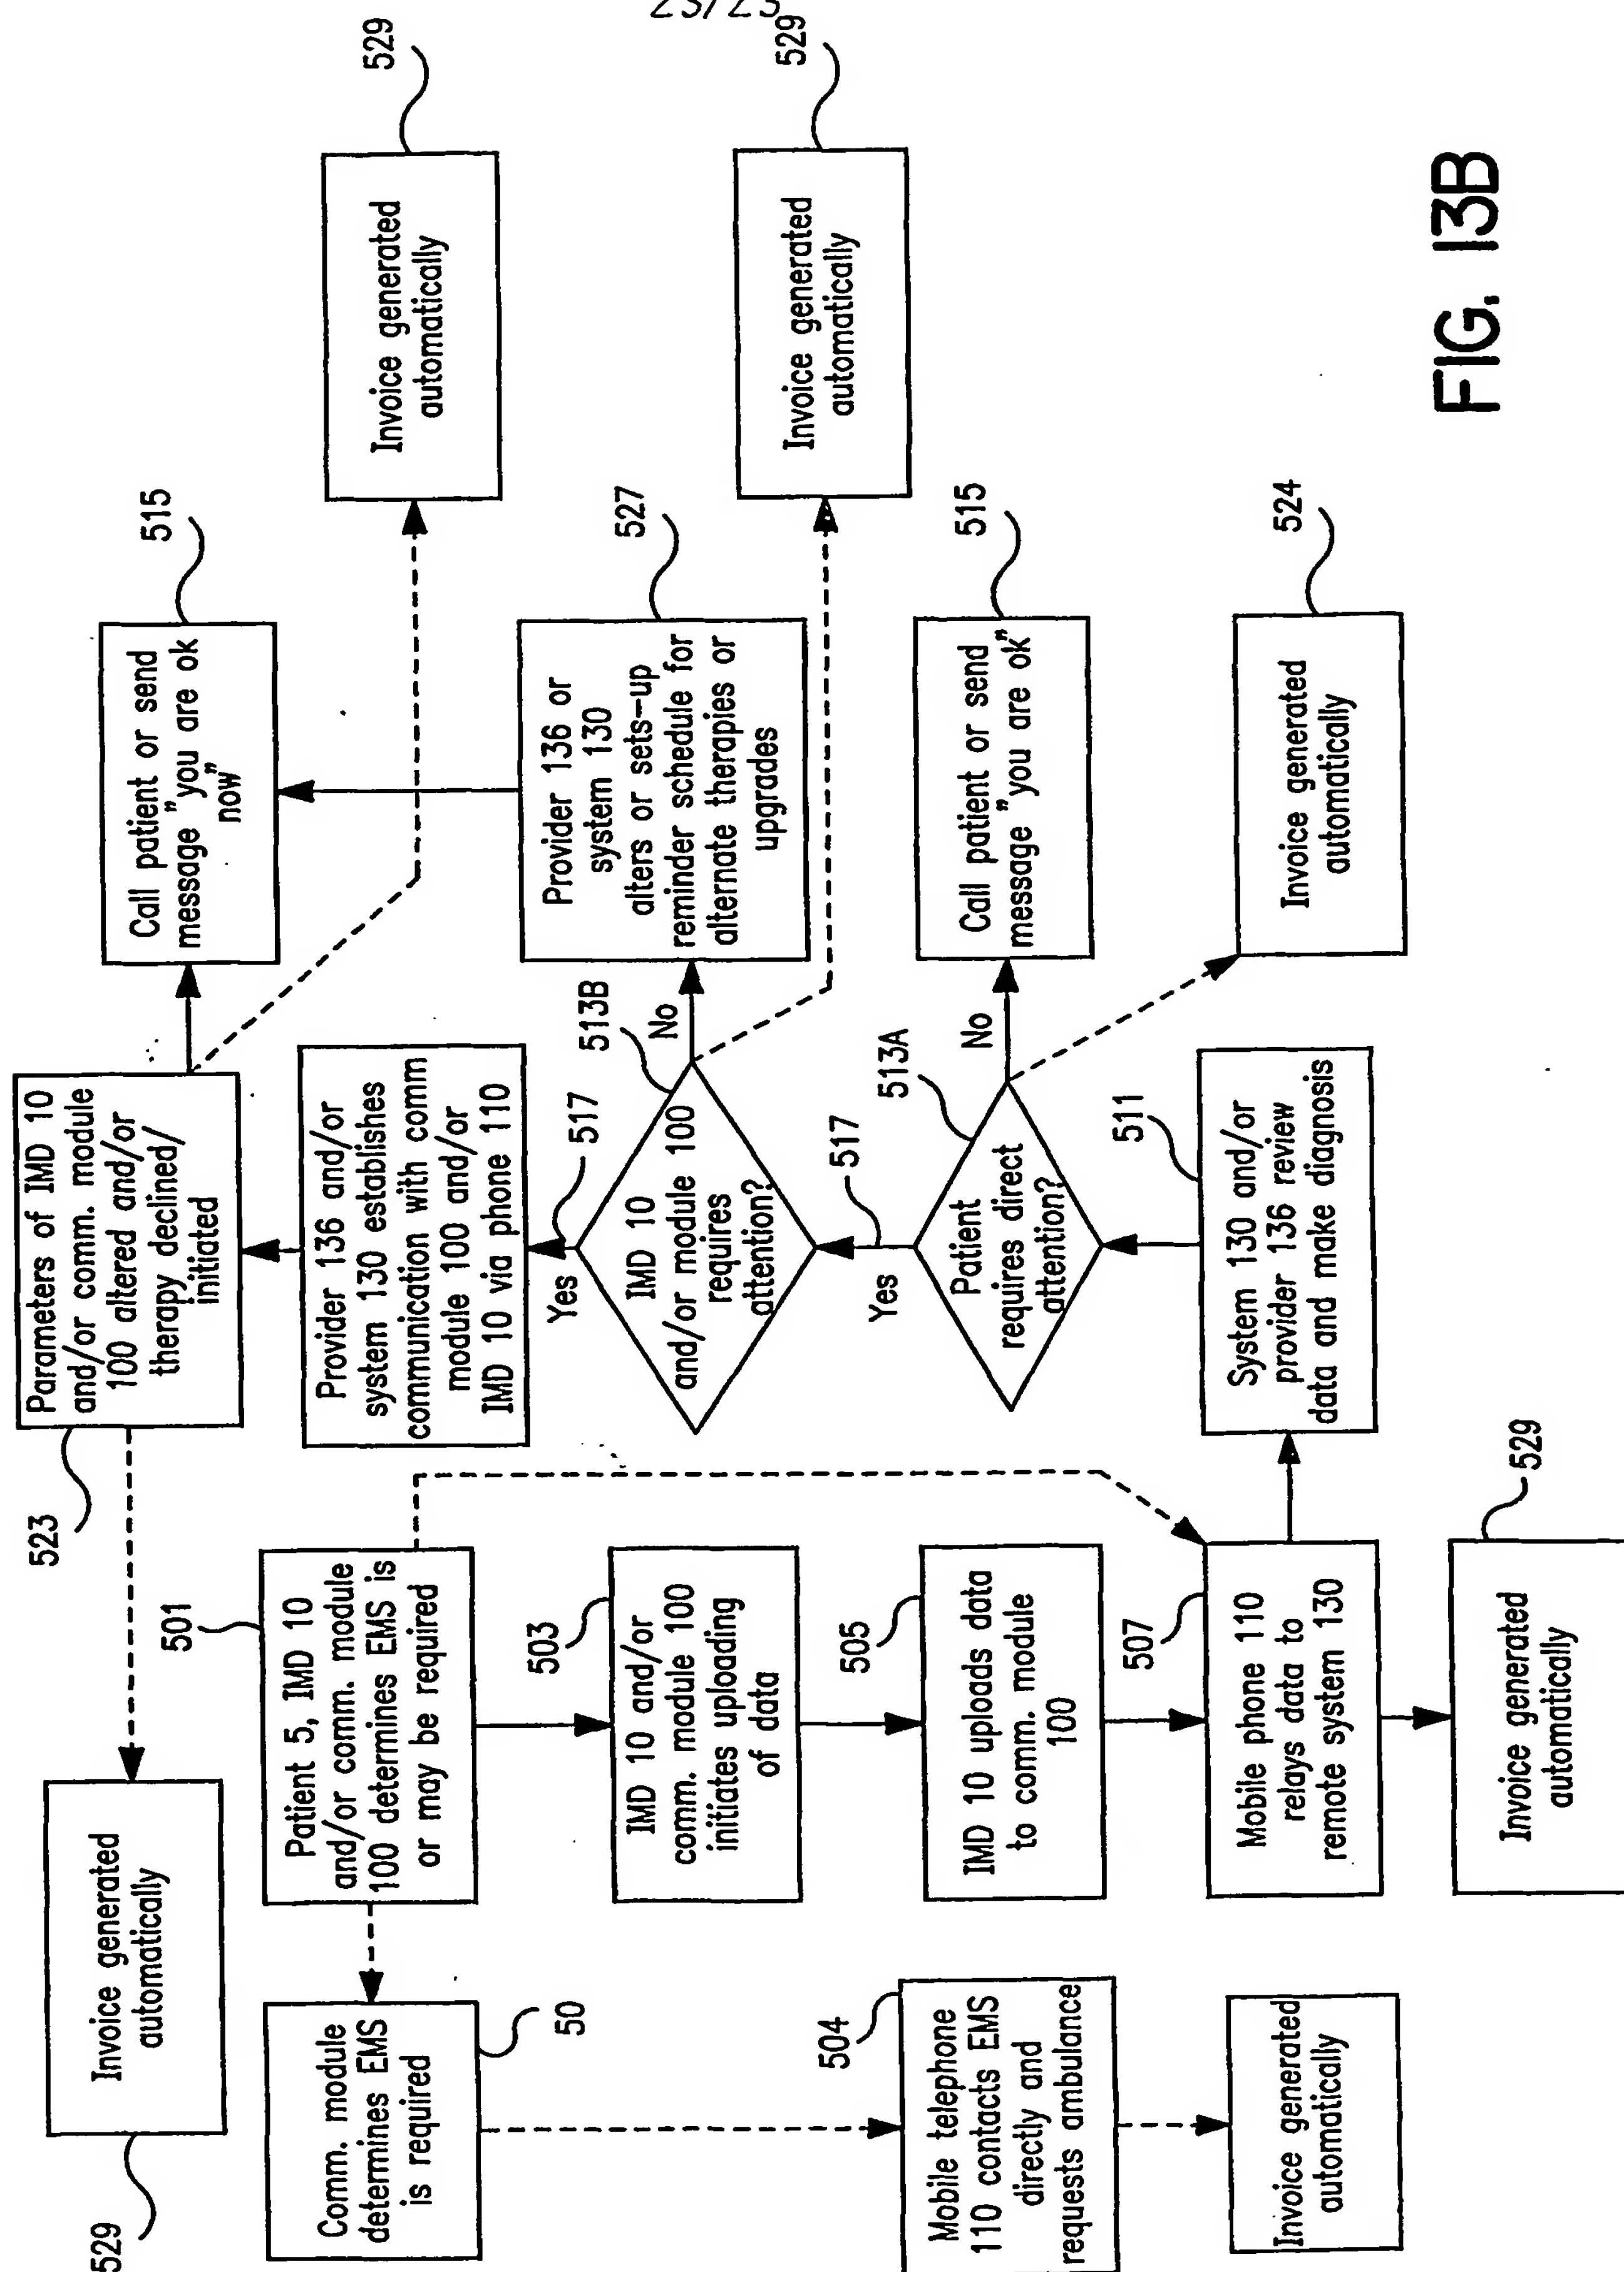 23/23
529
Invoice generated
automatically
523
Parameters of IMD 10
and/or comm. module
100 altered and/or
therapy declined/
initiated
515
Call patient or send
message "you are ok
now"
529
Invoice generated
automatically
501
Patient 5, IMD 10
and/or comm. module
100 determines EMS is
or may be required
Provider 136 and/or
system 130 establishes
communication with comm
module 100 and/or
IMD 10 via phone 110
Comm. module
determines EMS
is required
50
503
IMD 10 and/or
comm. module 100
initiates uploading
of data
Yes
517
IMD 10
and/or module 100
requires
attention?
513B
No
527
Provider 136 or
system 130
alters or sets-up
reminder schedule for
alternate therapies or
upgrades
529
Invoice generated
automatically
504
Mobile telephone
110 contacts EMS
directly and
requests ambulance
505
IMD 10 uploads data
to comm. module
100
Yes
517
Patient
requires direct
attention?
513A
No
515
Call patient or send
message "you are ok"
Invoice generated
automatically
507
Mobile phone 110
relays data to
remote system 130
511
System 130 and/or
provider 136 review
data and make diagnosis
524
Invoice generated
automatically
529
Invoice generated
automatically
FIG. 13B